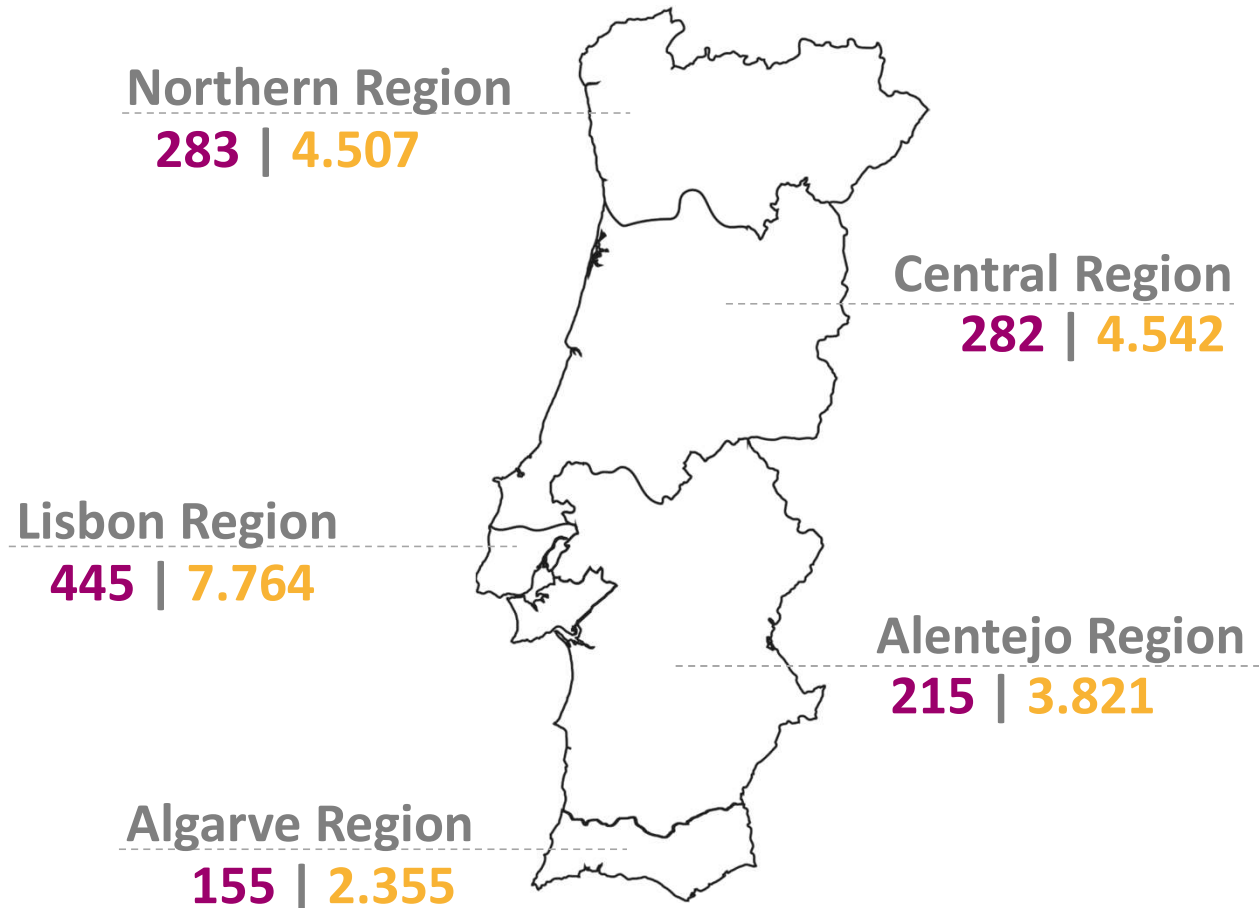 Northern Region
283 | 4.507
Central Region
282 | 4.542
Lisbon Region
445 | 7.764
Alentejo Region
215 | 3.821
Algarve Region
155 | 2.355